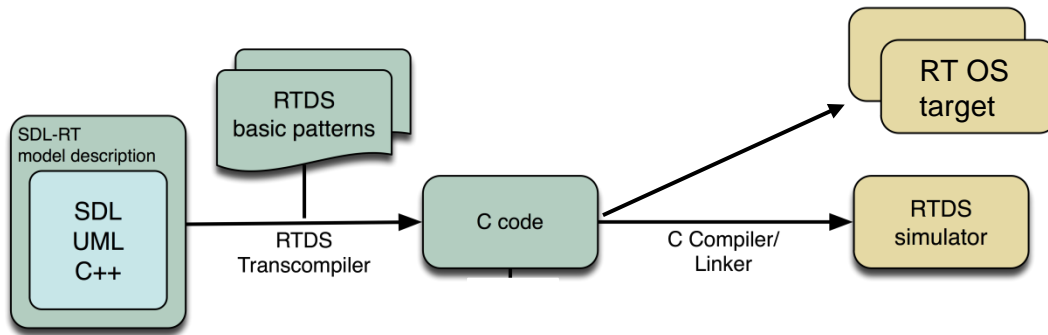 SDL-RT
model description
SDL
UML
C++
RTDS
basic patterns
RTDS
Transcompiler
C code
C Compiler/
Linker
RT OS
target
RTDS
simulator